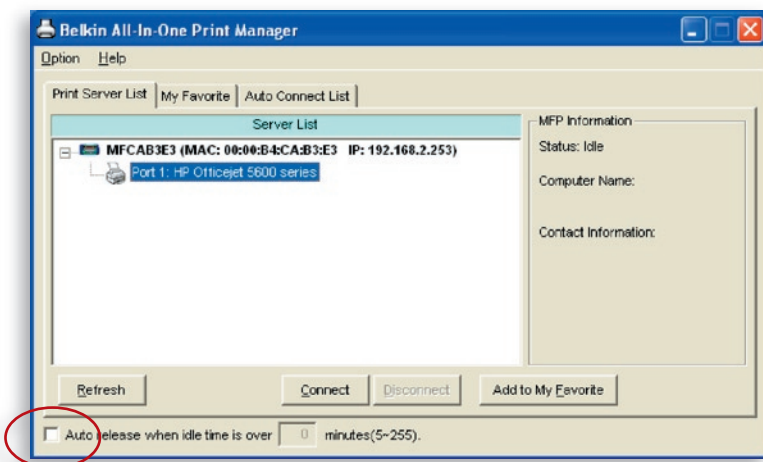 Belkin All-In-One Print Manager
Option Help
Print Server List My Favorite Auto Connect List
Server List
MFCAB3E3 (MAC: 00:00:B4:CA:B3:E3 IP: 192.168.2.253)
Port 1: HP Officejet 5600 series
MFP Information
Status: Idle
Computer Name:
Contact Information:
Refresh Connect Disconnect Add to My Favorite
Auto release when idle time is over 0 minutes(5~255).